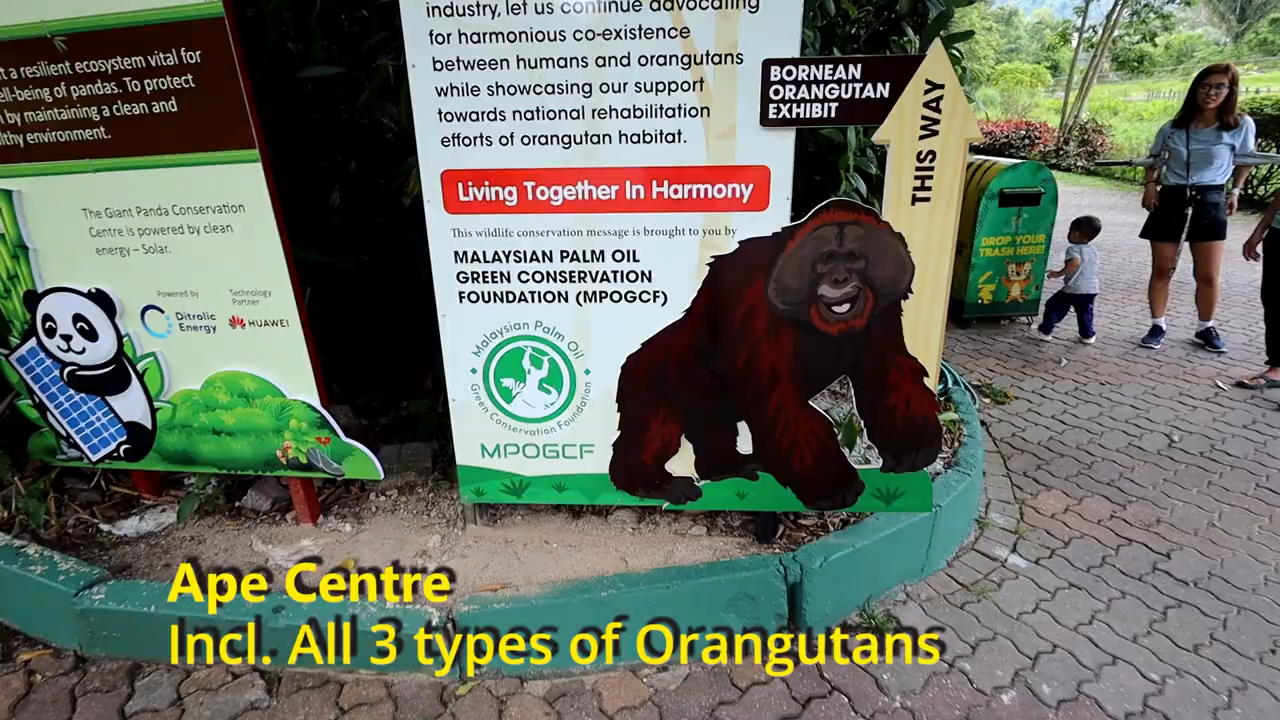 t a resilient ecosystem vital for
ell-being of pandas. To protect
by maintaining a clean and
lthy environment.
The Giant Panda Conservation
Centre is powered by clean
energy – Solar.
Powered by
Ditrolic
Energy
Technology
Partner
HUAWEI
industry, let us continue advocating
for harmonious co-existence
between humans and orangutans
while showcasing our support
towards national rehabilitation
efforts of orangutan habitat.
Living Together In Harmony
This wildlife conservation message is brought to you by
MALAYSIAN PALM OIL
GREEN CONSERVATION
FOUNDATION (MPOGCF)
Malaysian Palm Oil
Green Conservation Foundation
MPOGCF
BORNEAN
ORANGUTAN
EXHIBIT
THIS WAY
DROP YOUR
TRASH HERE!
Ape Centre
Incl. All 3 types of Orangutans